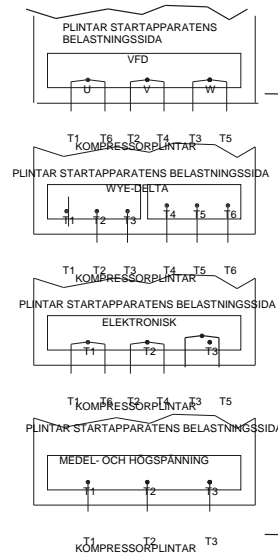 PLINTAR STARTAPPARATENS
BELASTNINGSSIDA
VFD
U V W
T1 T6 T2 T4 T3 T5
KOMPRESSORPLINTAR
PLINTAR STARTAPPARATENS BELASTNINGSSIDA
WYE-DELTA
T1 T2 T3 T4 T5 T6
T1 T2 T3 T4 T5 T6
KOMPRESSORPLINTAR
PLINTAR STARTAPPARATENS BELASTNINGSSIDA
ELEKTRONISK
T1 T2 T3
T1 T6 T2 T4 T3 T5
KOMPRESSORPLINTAR
PLINTAR STARTAPPARATENS BELASTNINGSSIDA
MEDEL- OCH HÖGSPÄNNING
T1 T2 T3
T1 T2 T3
KOMPRESSORPLINTAR